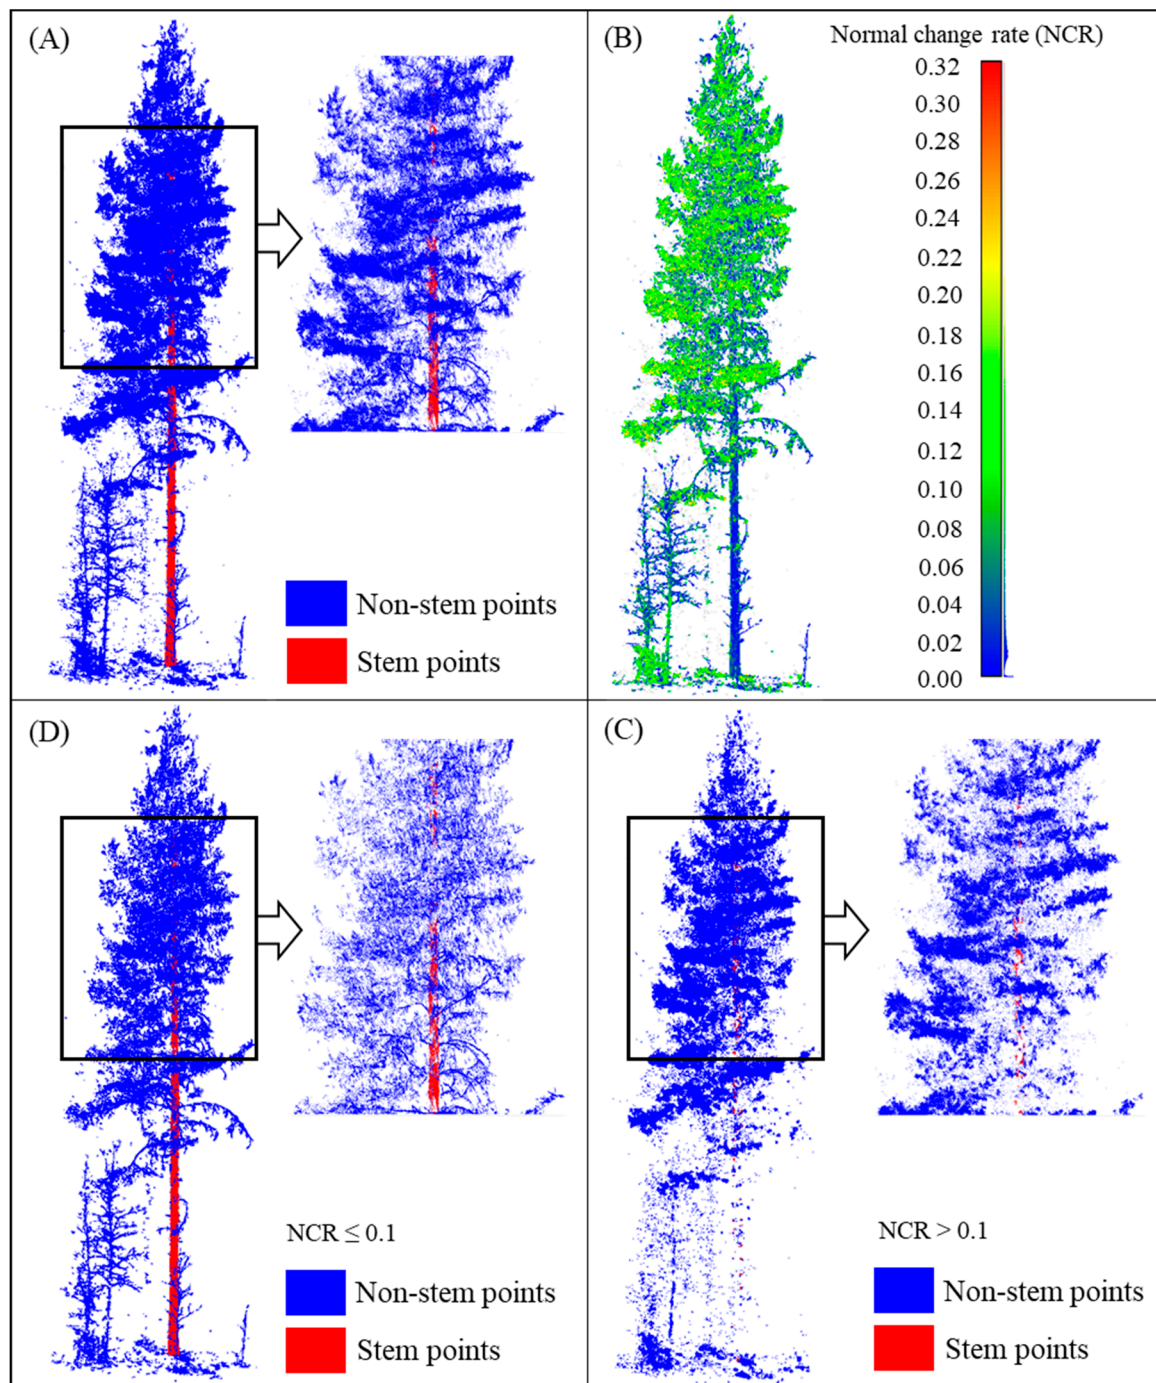 (A)
Non-stem points
Stem points
(B)
Normal change rate (NCR)
0.32
0.30
0.28
0.26
0.24
0.22
0.20
0.18
0.16
0.14
0.12
0.10
0.08
0.06
0.04
0.02
0.00
(D)
NCR ≤ 0.1
Non-stem points
Stem points
(C)
NCR > 0.1
Non-stem points
Stem points